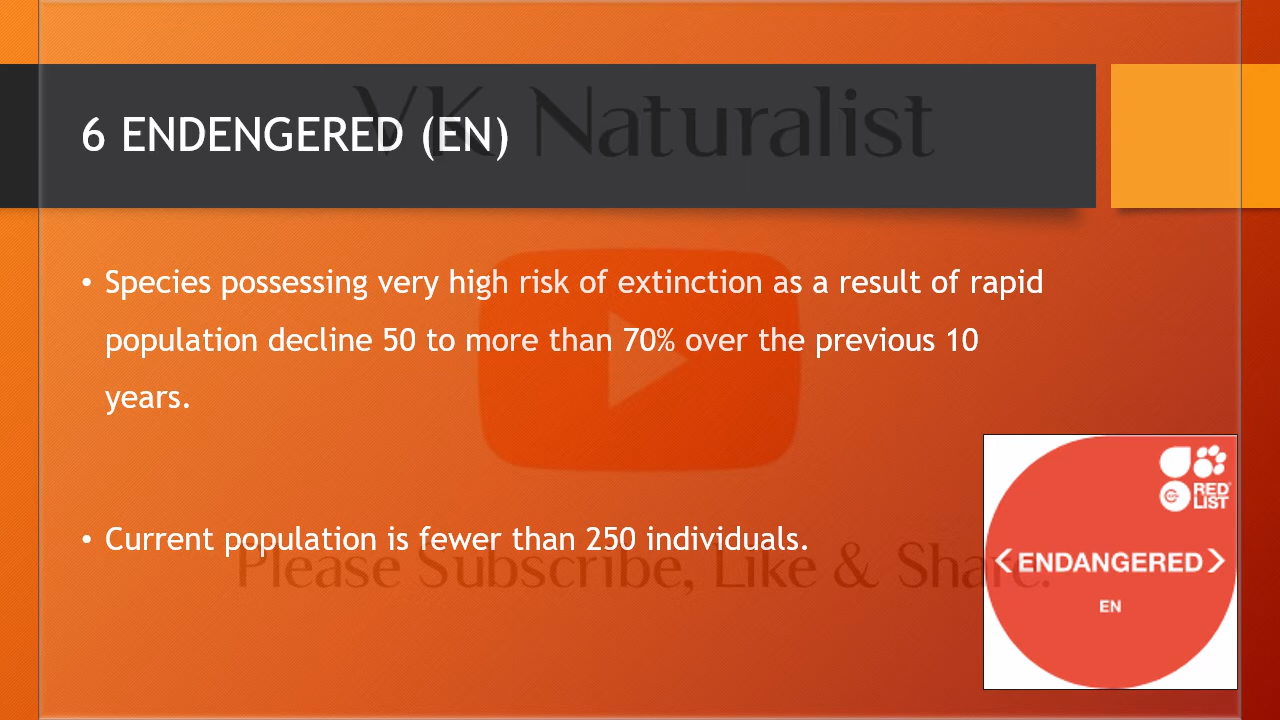 VK Naturalist
6 ENDENGERED (EN)
• Species possessing very high risk of extinction as a result of rapid
population decline 50 to more than 70% over the previous 10
years.
• Current population is fewer than 250 individuals.
Please Subscribe, Like & Share.
RED
LIST
<ENDANGERED>
EN